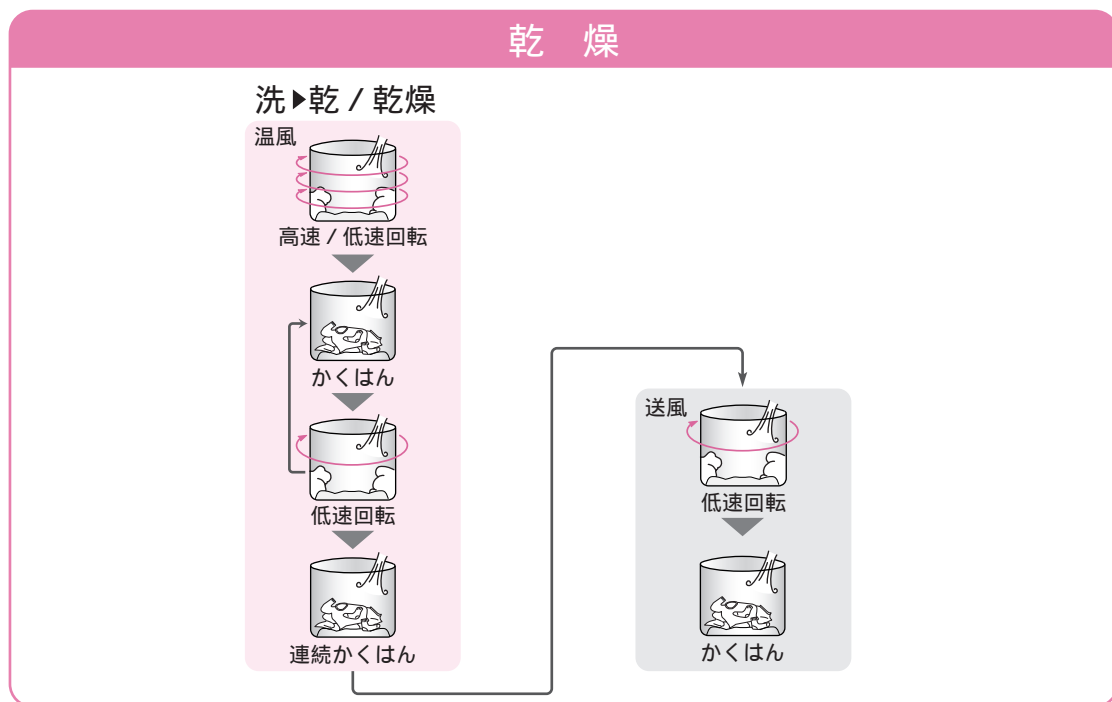 乾 燥
洗▶乾 / 乾燥
温風
高速 / 低速回転
かくはん
低速回転
連続かくはん
送風
低速回転
かくはん